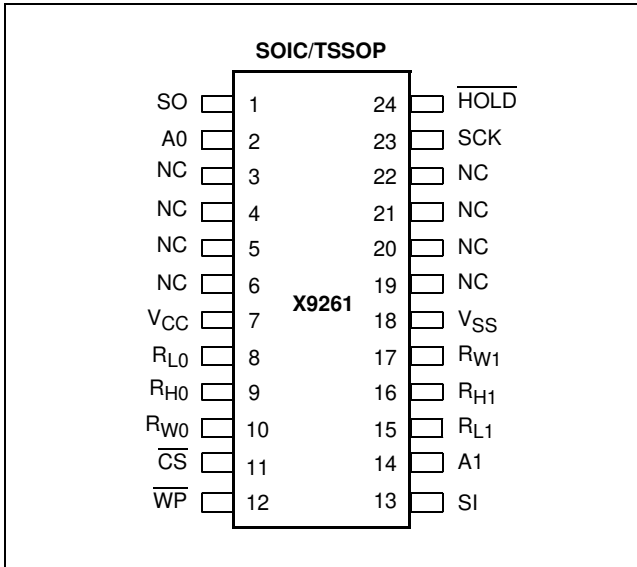 SOIC/TSSOP
SO 1 24 HOLD
A0 2 23 SCK
NC 3 22 NC
NC 4 21 NC
NC 5 20 NC
NC 6 19 NC
X9261
VCC 7 18 VSS
RL0 8 17 RW1
RH0 9 16 RH1
RW0 10 15 RL1
CS 11 14 A1
WP 12 13 SI